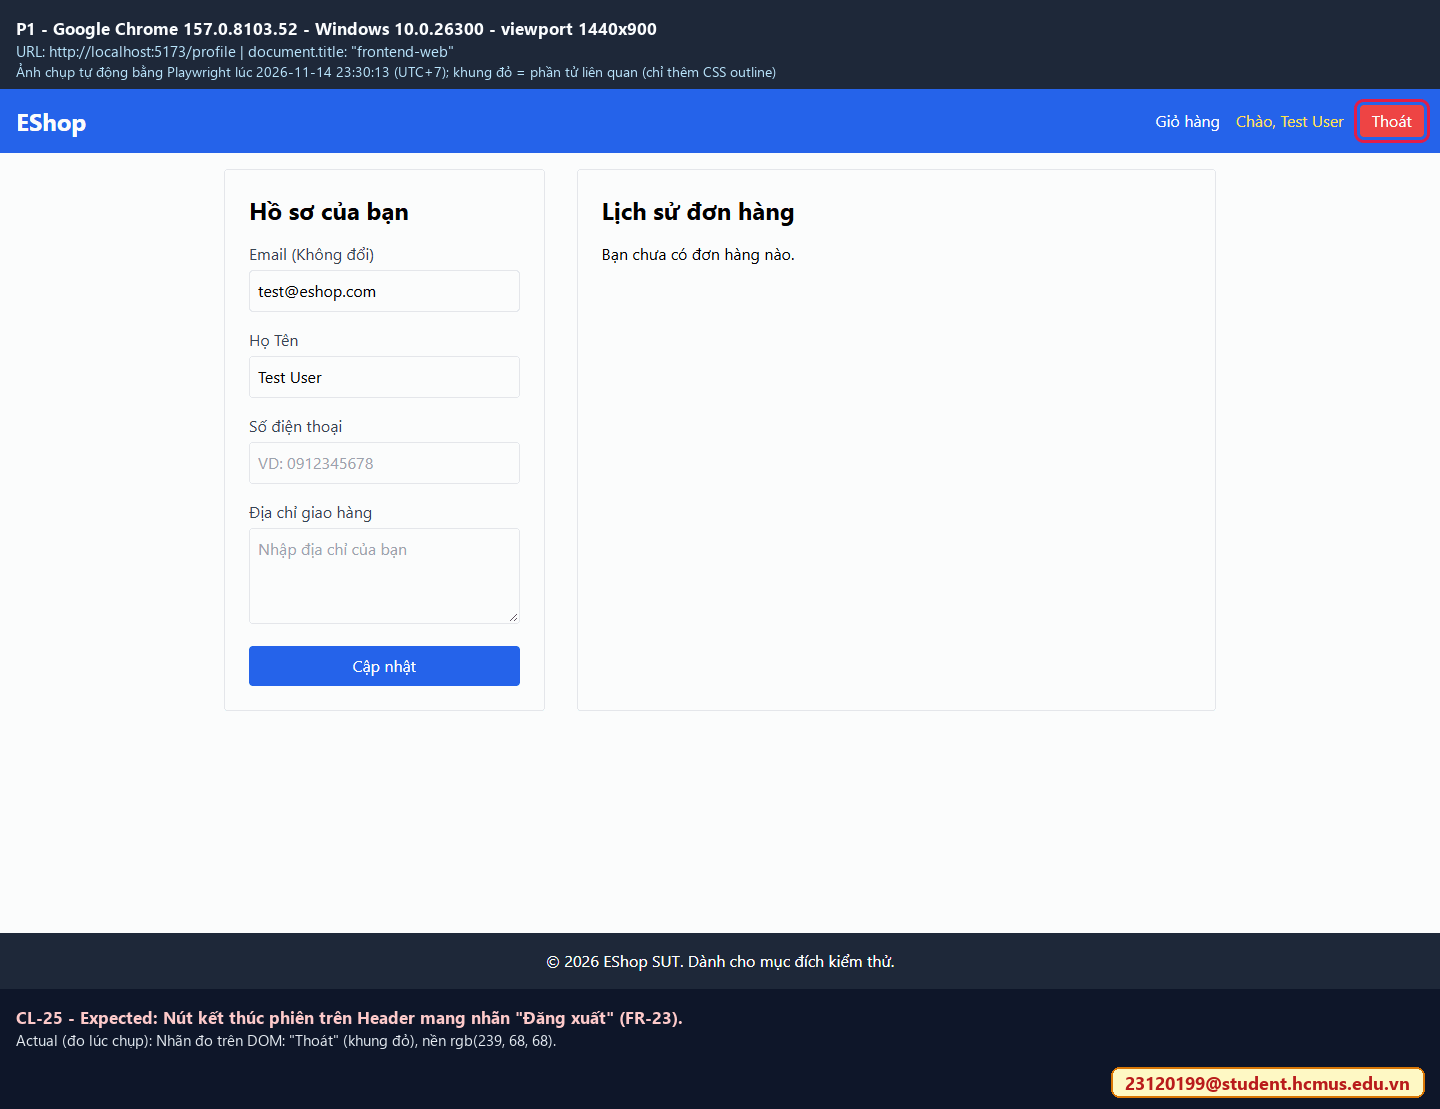 P1 - Google Chrome 157.0.8103.52 - Windows 10.0.26300 - viewport 1440x900
URL: http://localhost:5173/profile | document.title: "frontend-web"
Ảnh chụp tự động bằng Playwright lúc 2026-11-14 23:30:13 (UTC+7); khung đỏ = phần tử liên quan (chỉ thêm CSS outline)
EShop
Giỏ hàng
Chào, Test User
Thoát
Hồ sơ của bạn
Email (Không đổi)
test@eshop.com
Họ Tên
Test User
Số điện thoại
VD: 0912345678
Địa chỉ giao hàng
Nhập địa chỉ của bạn
Cập nhật
Lịch sử đơn hàng
Bạn chưa có đơn hàng nào.
© 2026 EShop SUT. Dành cho mục đích kiểm thử.
CL-25 - Expected: Nút kết thúc phiên trên Header mang nhãn "Đăng xuất" (FR-23).
Actual (đo lúc chụp): Nhãn đo trên DOM: "Thoát" (khung đỏ), nền rgb(239, 68, 68).
23120199@student.hcmus.edu.vn